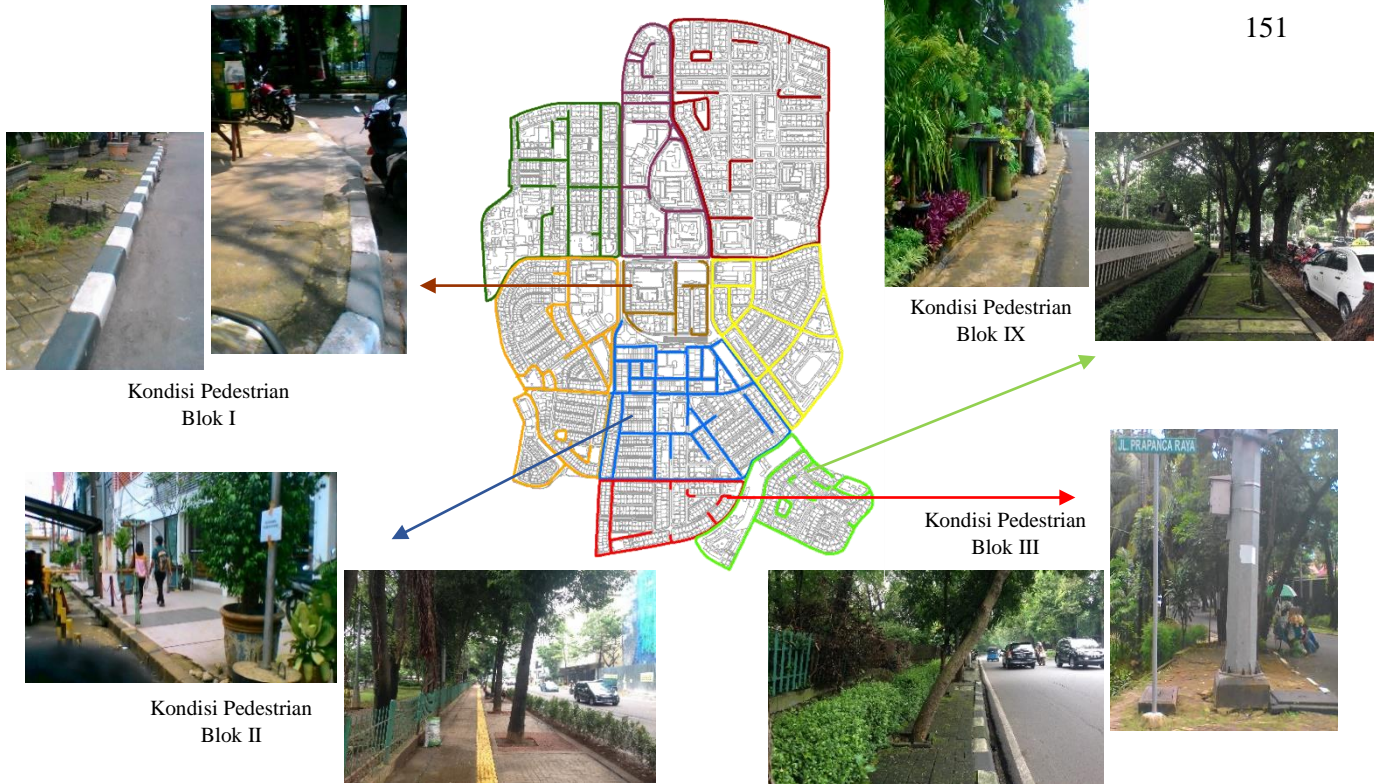 151
Kondisi Pedestrian
Blok I
Kondisi Pedestrian
Blok IX
Kondisi Pedestrian
Blok III
JL. PRAPANCA RAYA
Kondisi Pedestrian
Blok II